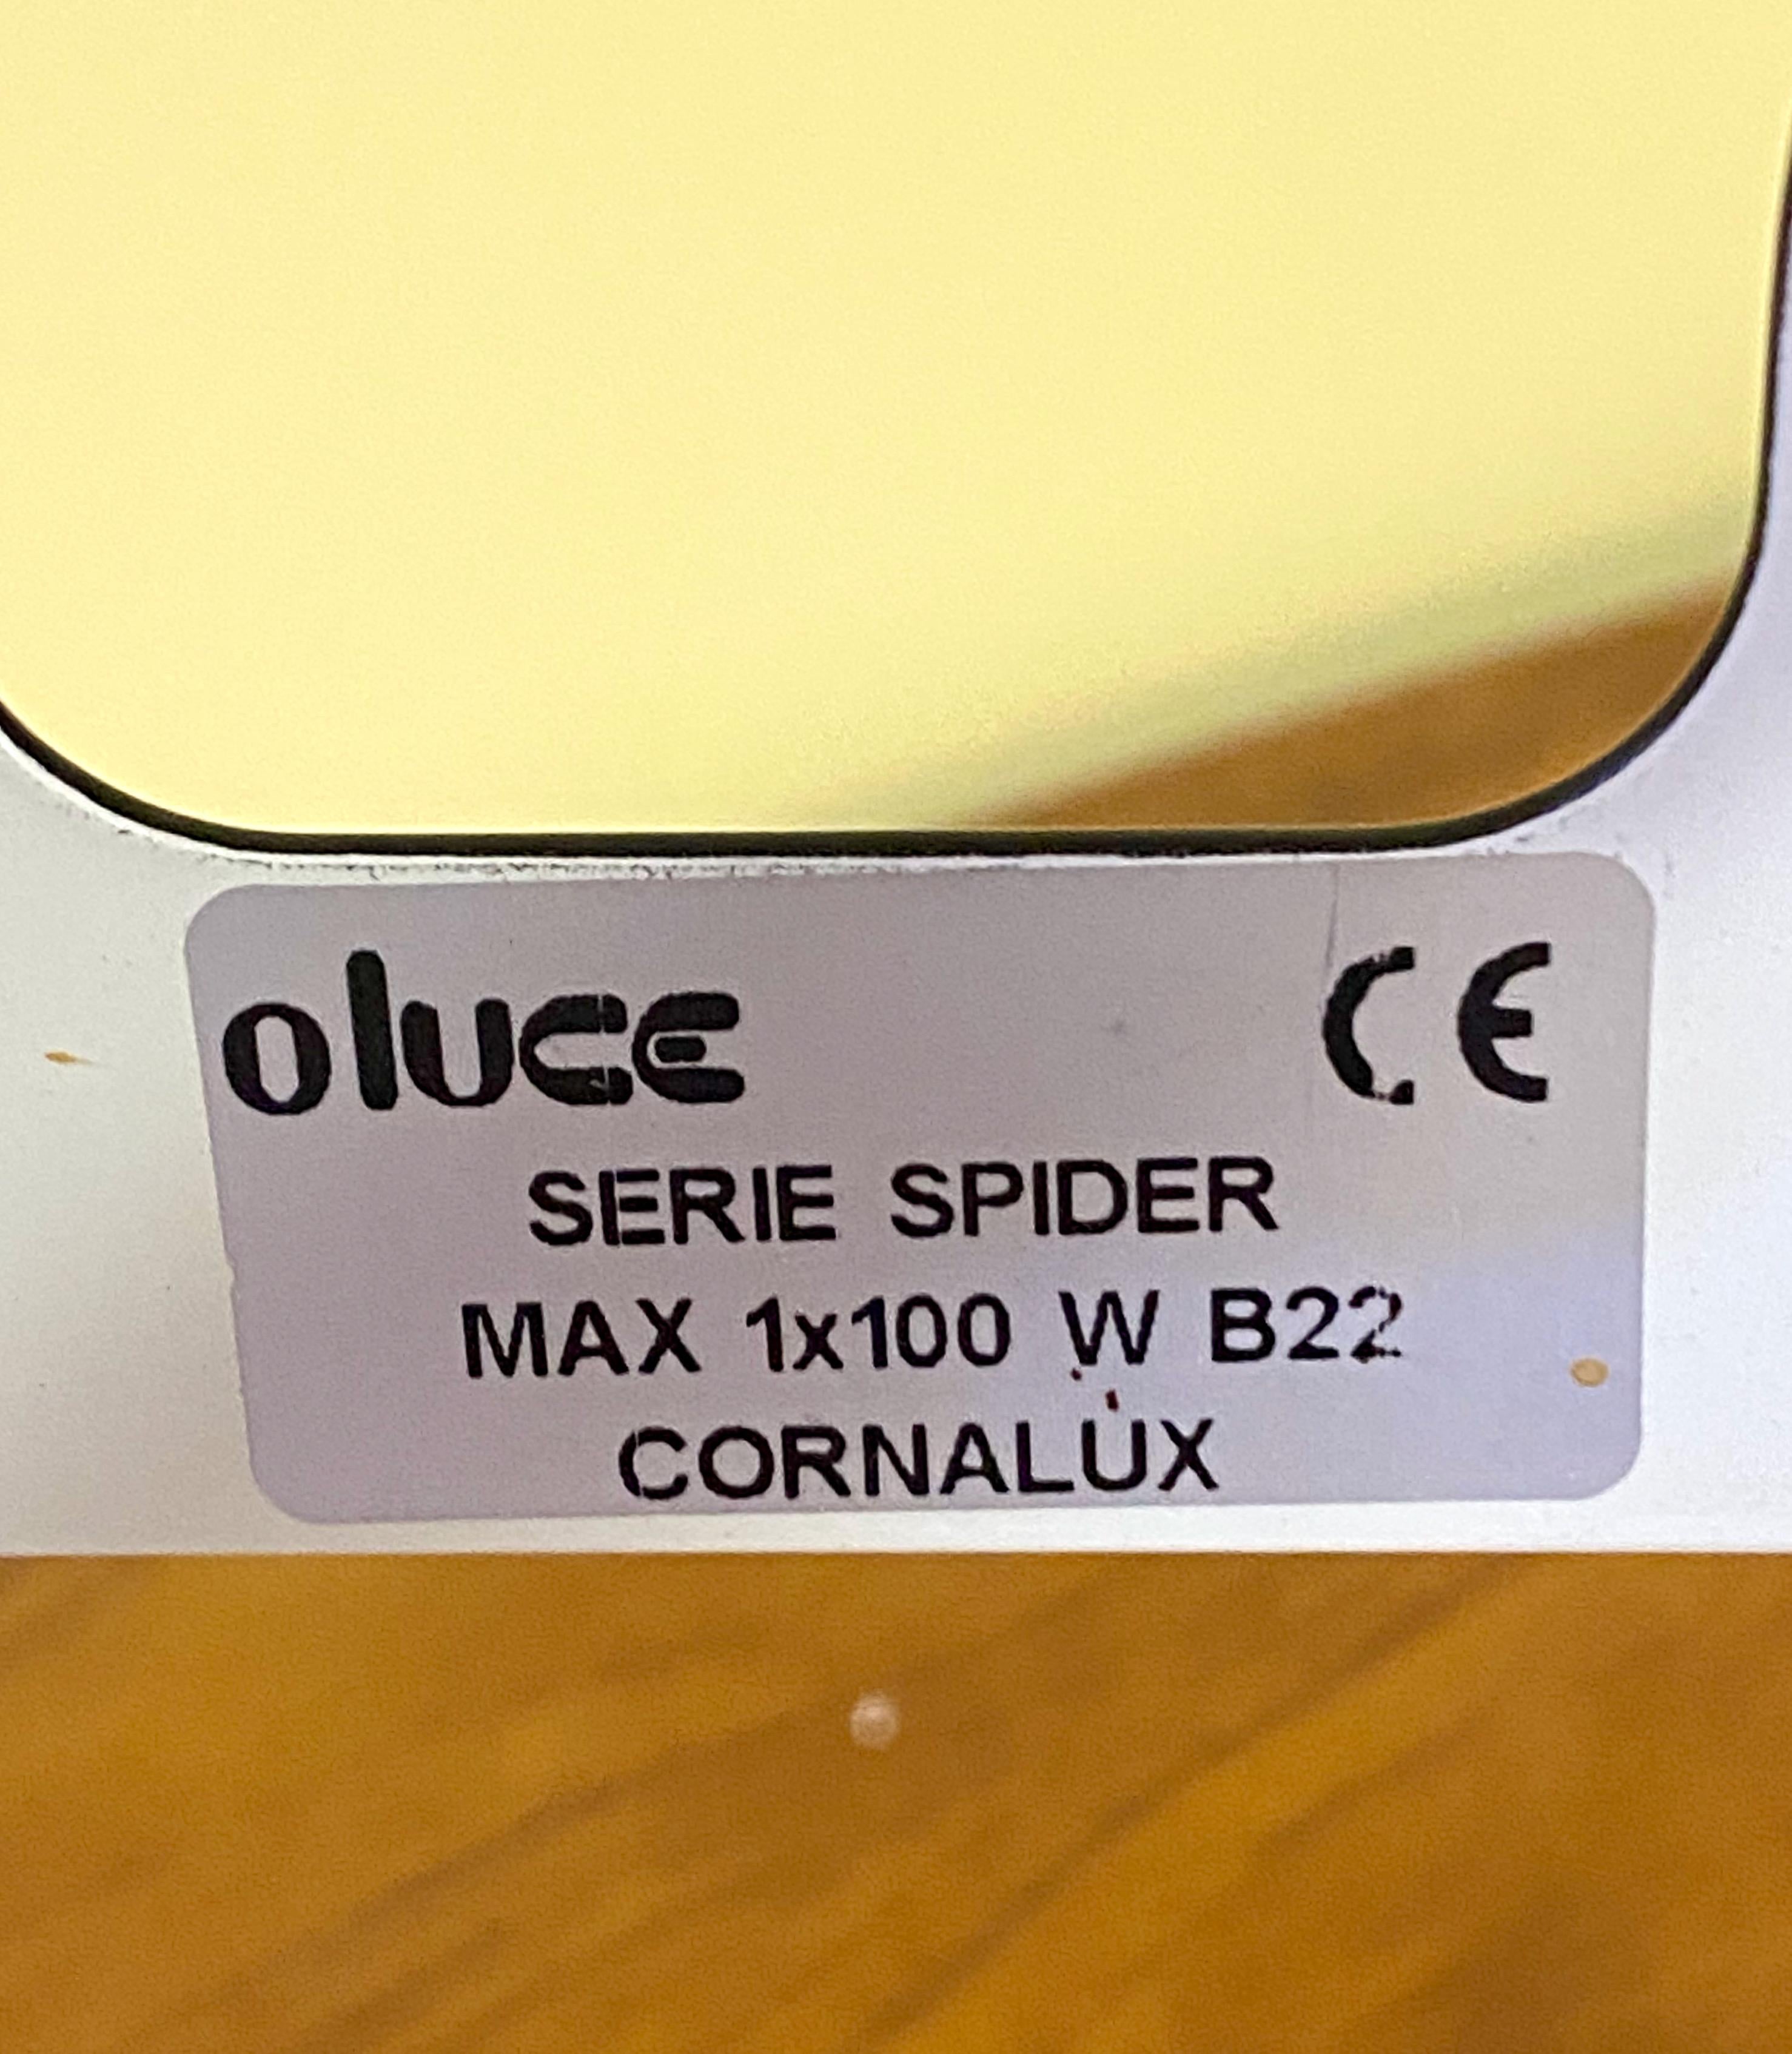 oluce CE
SERIE SPIDER
MAX 1x100 W B22
CORNALUX